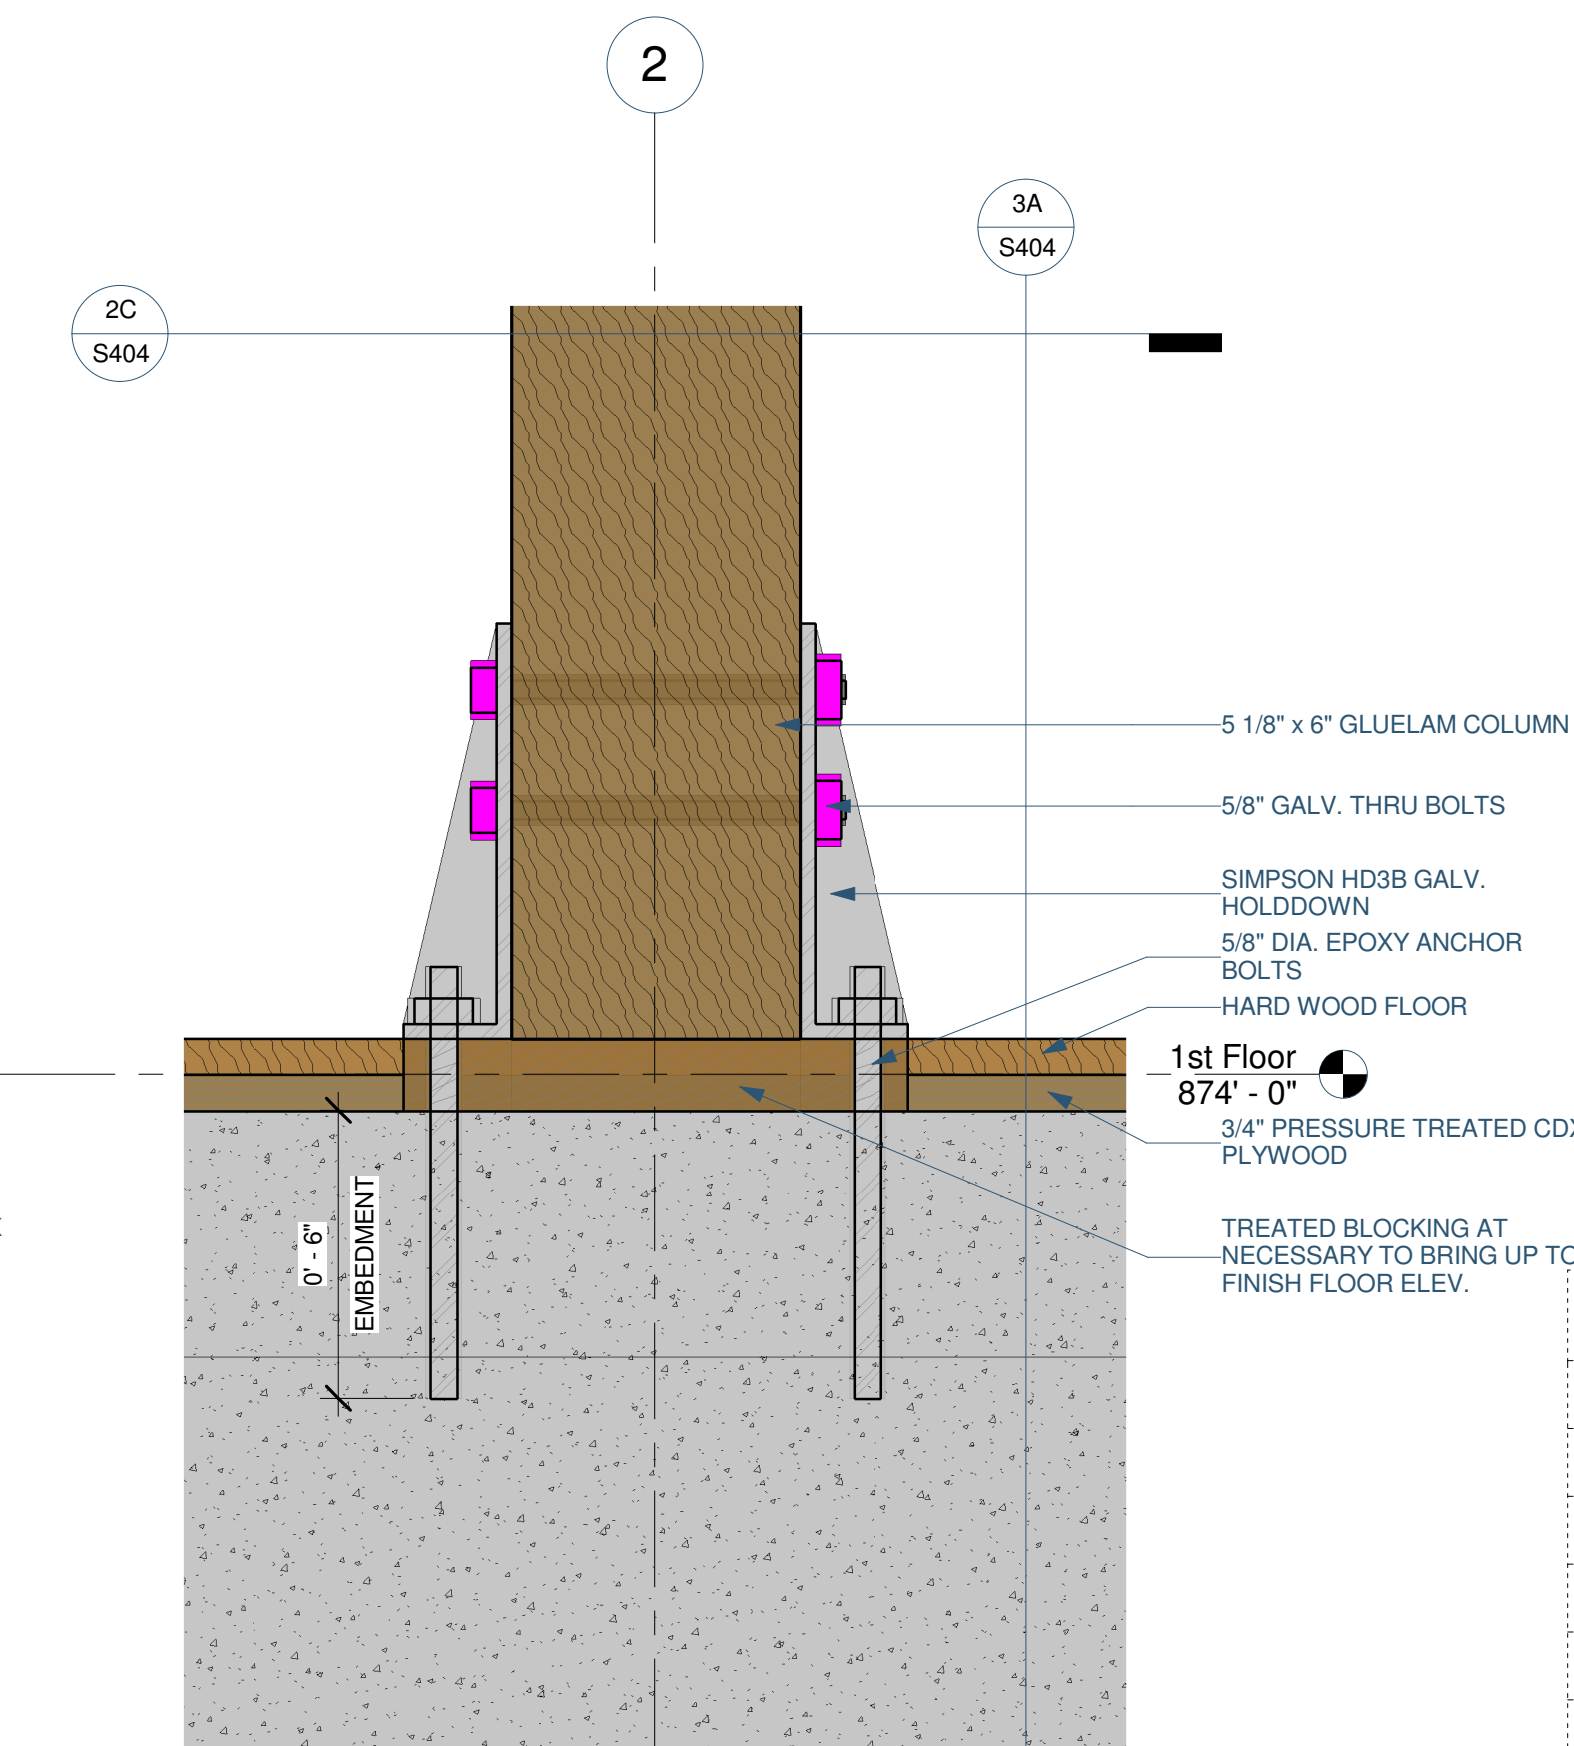 2
3A
S404
2C
S404
5 1/8" x 6" GLUELAM COLUMN
5/8" GALV. THRU BOLTS
SIMPSON HD3B GALV.
HOLDDOWN
5/8" DIA. EPOXY ANCHOR
BOLTS
HARD WOOD FLOOR
1st Floor
874' - 0"
3/4" PRESSURE TREATED CDX
PLYWOOD
TREATED BLOCKING AT
NECESSARY TO BRING UP TO
FINISH FLOOR ELEV.
0' - 6"
EMBEDMENT